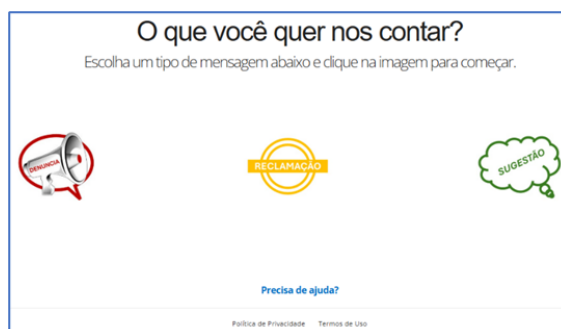 O que você quer nos contar?
Escolha um tipo de mensagem abaixo e clique na imagem para começar.
DENUNCIA
RECLAMAÇÃO
SUGESTÃO
Precisa de ajuda?
Política de Privacidade Termos de Uso